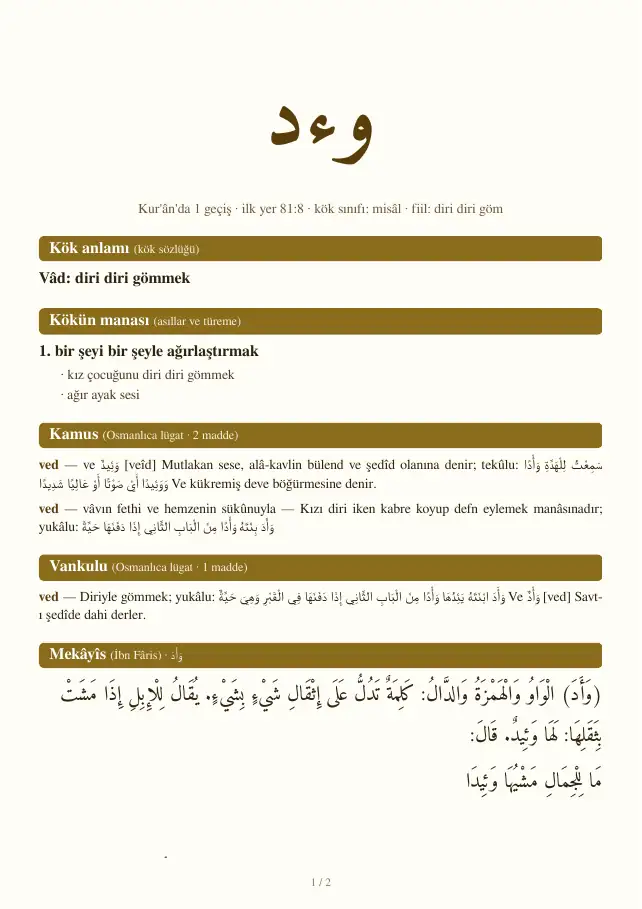 وءد
Kur'ân'da 1 geçiş · ilk yer 81:8 · kök sınıfı: misâl · fiil: diri diri göm
Kök anlamı (kök sözlüğü)
Vâd: diri diri gömmek
Kökün manası (asıllar ve türeme)
1. bir şeyi bir şeyle ağırlaştırmak
· kız çocuğunu diri diri gömmek
· ağır ayak sesi
Kamus (Osmanlıca lügat · 2 madde)
ved — ve وَئِيدٌ [veîd] Mutlakan sese, alâ-kavlin bülend ve şedîd olanına denir; tekûlu: سَمِعْتُ لِلْهَدَّةِ وَأْدًا
وَوَئِيدًا أَيْ صَوْتًا أَوْ عَالِيًا شَدِيدًا Ve kükremiş deve böğürmesine denir.
ved — vâvın fethi ve hemzenin sükûnuyla — Kızı diri iken kabre koyup defn eylemek manâsınadır;
yukâlu: وَأَدَ بِنْتَهُ وَأْدًا مِنَ الْبَابِ الثَّانِي إِذَا دَفَنَهَا حَيَّةً
Vankulu (Osmanlıca lügat · 1 madde)
ved — Diriyle gömmek; yukâlu: وَأَدَ ابْنَتَهُ يَئِدُهَا وَأْدًا مِنَ الْبَابِ الثَّانِي إِذَا دَفَنَهَا فِي الْقَبْرِ وَهِيَ حَيَّةٌ Ve وَأْدٌ [ved] Savt-
ı şedîde dahi derler.
Mekâyîs (İbn Fâris) · وَأَدَ
(وَأَدَ) الْوَاوُ وَالْهَمْزَةُ وَالدَّالُ: كَلِمَةٌ تَدُلُّ عَلَى إِثْقَالِ شَيْءٍ بِشَيْءٍ. يُقَالُ لِلْإِبِلِ إِذَا مَشَتْ
بِثَقَلِهَا: لَهَا وَئِيدٌ. قَالَ:
مَا لِلْجِمَالِ مَشْيُهَا وَئِيدَا
1 / 2